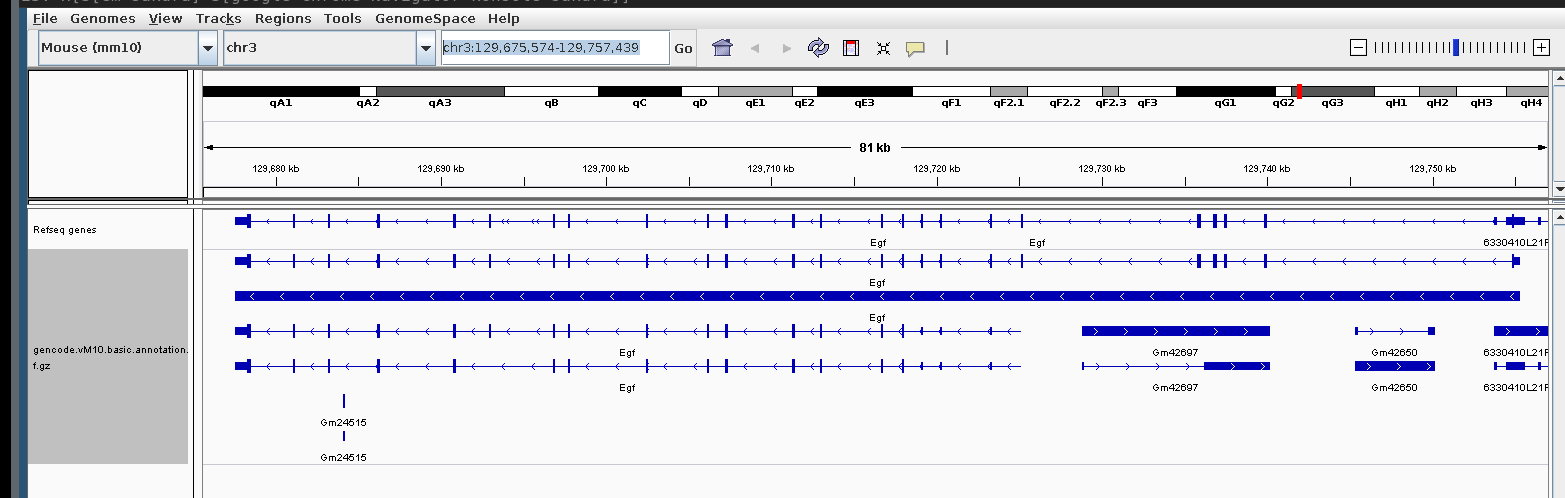 File Genomes View Tracks Regions Tools GenomeSpace Help
Mouse (mm10) chr3 chr3:129,675,574-129,757,439 Go
qA1 qA2 qA3 qB qC qD qE1 qE2 qE3 qF1 qF2.1 qF2.2 qF2.3 qF3 qG1 qG2 qG3 qH1 qH2 qH3 qH4
81 kb
129,680 kb 129,690 kb 129,700 kb 129,710 kb 129,720 kb 129,730 kb 129,740 kb 129,750 kb
Refseq genes
Egf Egf 6330410L21R
Egf
Egf
gencode.vM10.basic.annotation.
f.gz
Egf Gm42697 Gm42650 6330410L21R
Egf Gm42697 Gm42650 6330410L21R
Gm24515
Gm24515